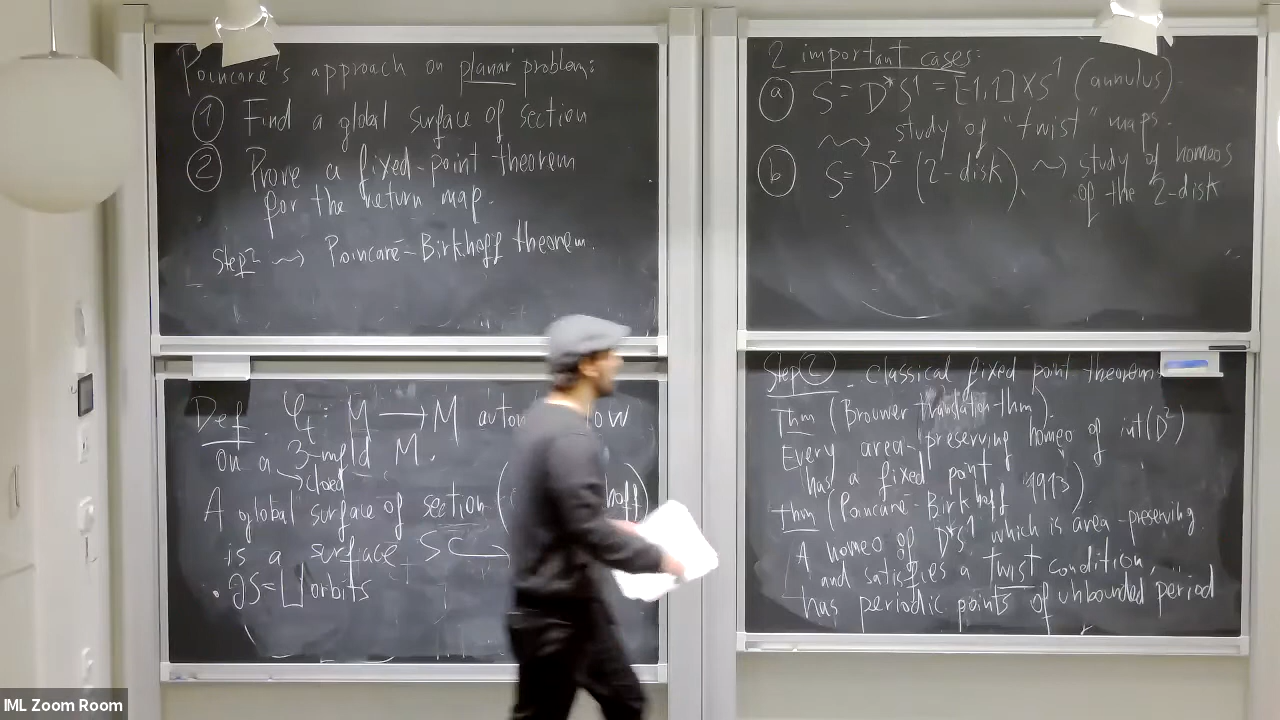 Poincaré's approach on planar problem:
① Find a global surface of section
② Prove a fixed-point theorem
for the return map.
Step 2 ⇝ Poincaré-Birkhoff theorem.
Def. φt: M → M low
on a 3-mfld M.
closed
A global surface of section
is a surface S ↪
• ∂S = ⊔ orbits
2 important cases:
ⓐ S = D*S¹ = [-1,1] × S¹ (annulus)
⇝ study of "twist" maps.
ⓑ S = D² (2-disk) ⇝ study of homeos
of the 2-disk
Step ② - classical fixed point theorems
Thm (Brouwer translation-thm).
Every area-preserving homeo of int(D²)
has a fixed point
Thm (Poincaré-Birkhoff 1913).
A homeo of D*S¹ which is area-preserving
and satisfies a twist condition,
has periodic points of unbounded period
IML Zoom Room